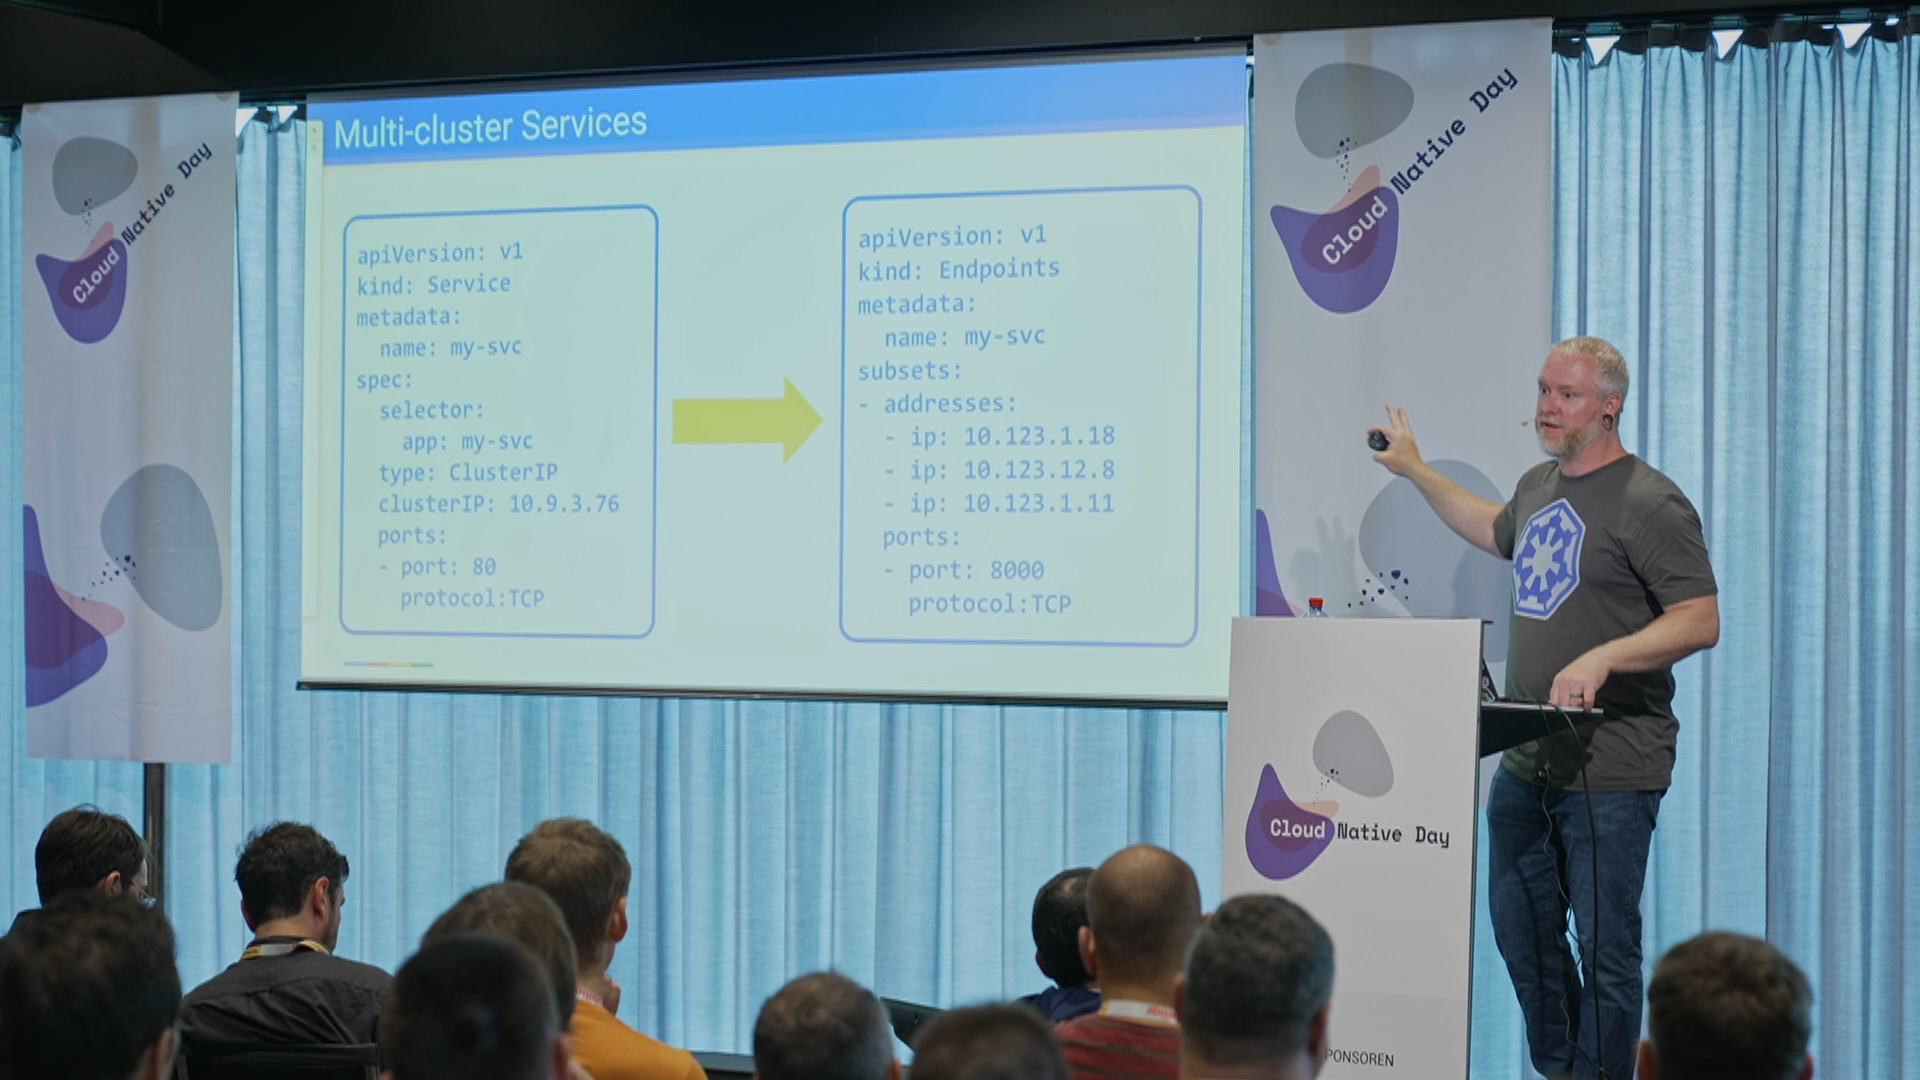 Cloud Native Day
Multi-cluster Services
apiVersion: v1
kind: Service
metadata:
  name: my-svc
spec:
  selector:
    app: my-svc
  type: ClusterIP
  clusterIP: 10.9.3.76
  ports:
  - port: 80
    protocol:TCP
apiVersion: v1
kind: Endpoints
metadata:
  name: my-svc
subsets:
- addresses:
  - ip: 10.123.1.18
  - ip: 10.123.12.8
  - ip: 10.123.1.11
  ports:
  - port: 8000
    protocol:TCP
Cloud Native Day
Cloud Native Day
PONSOREN